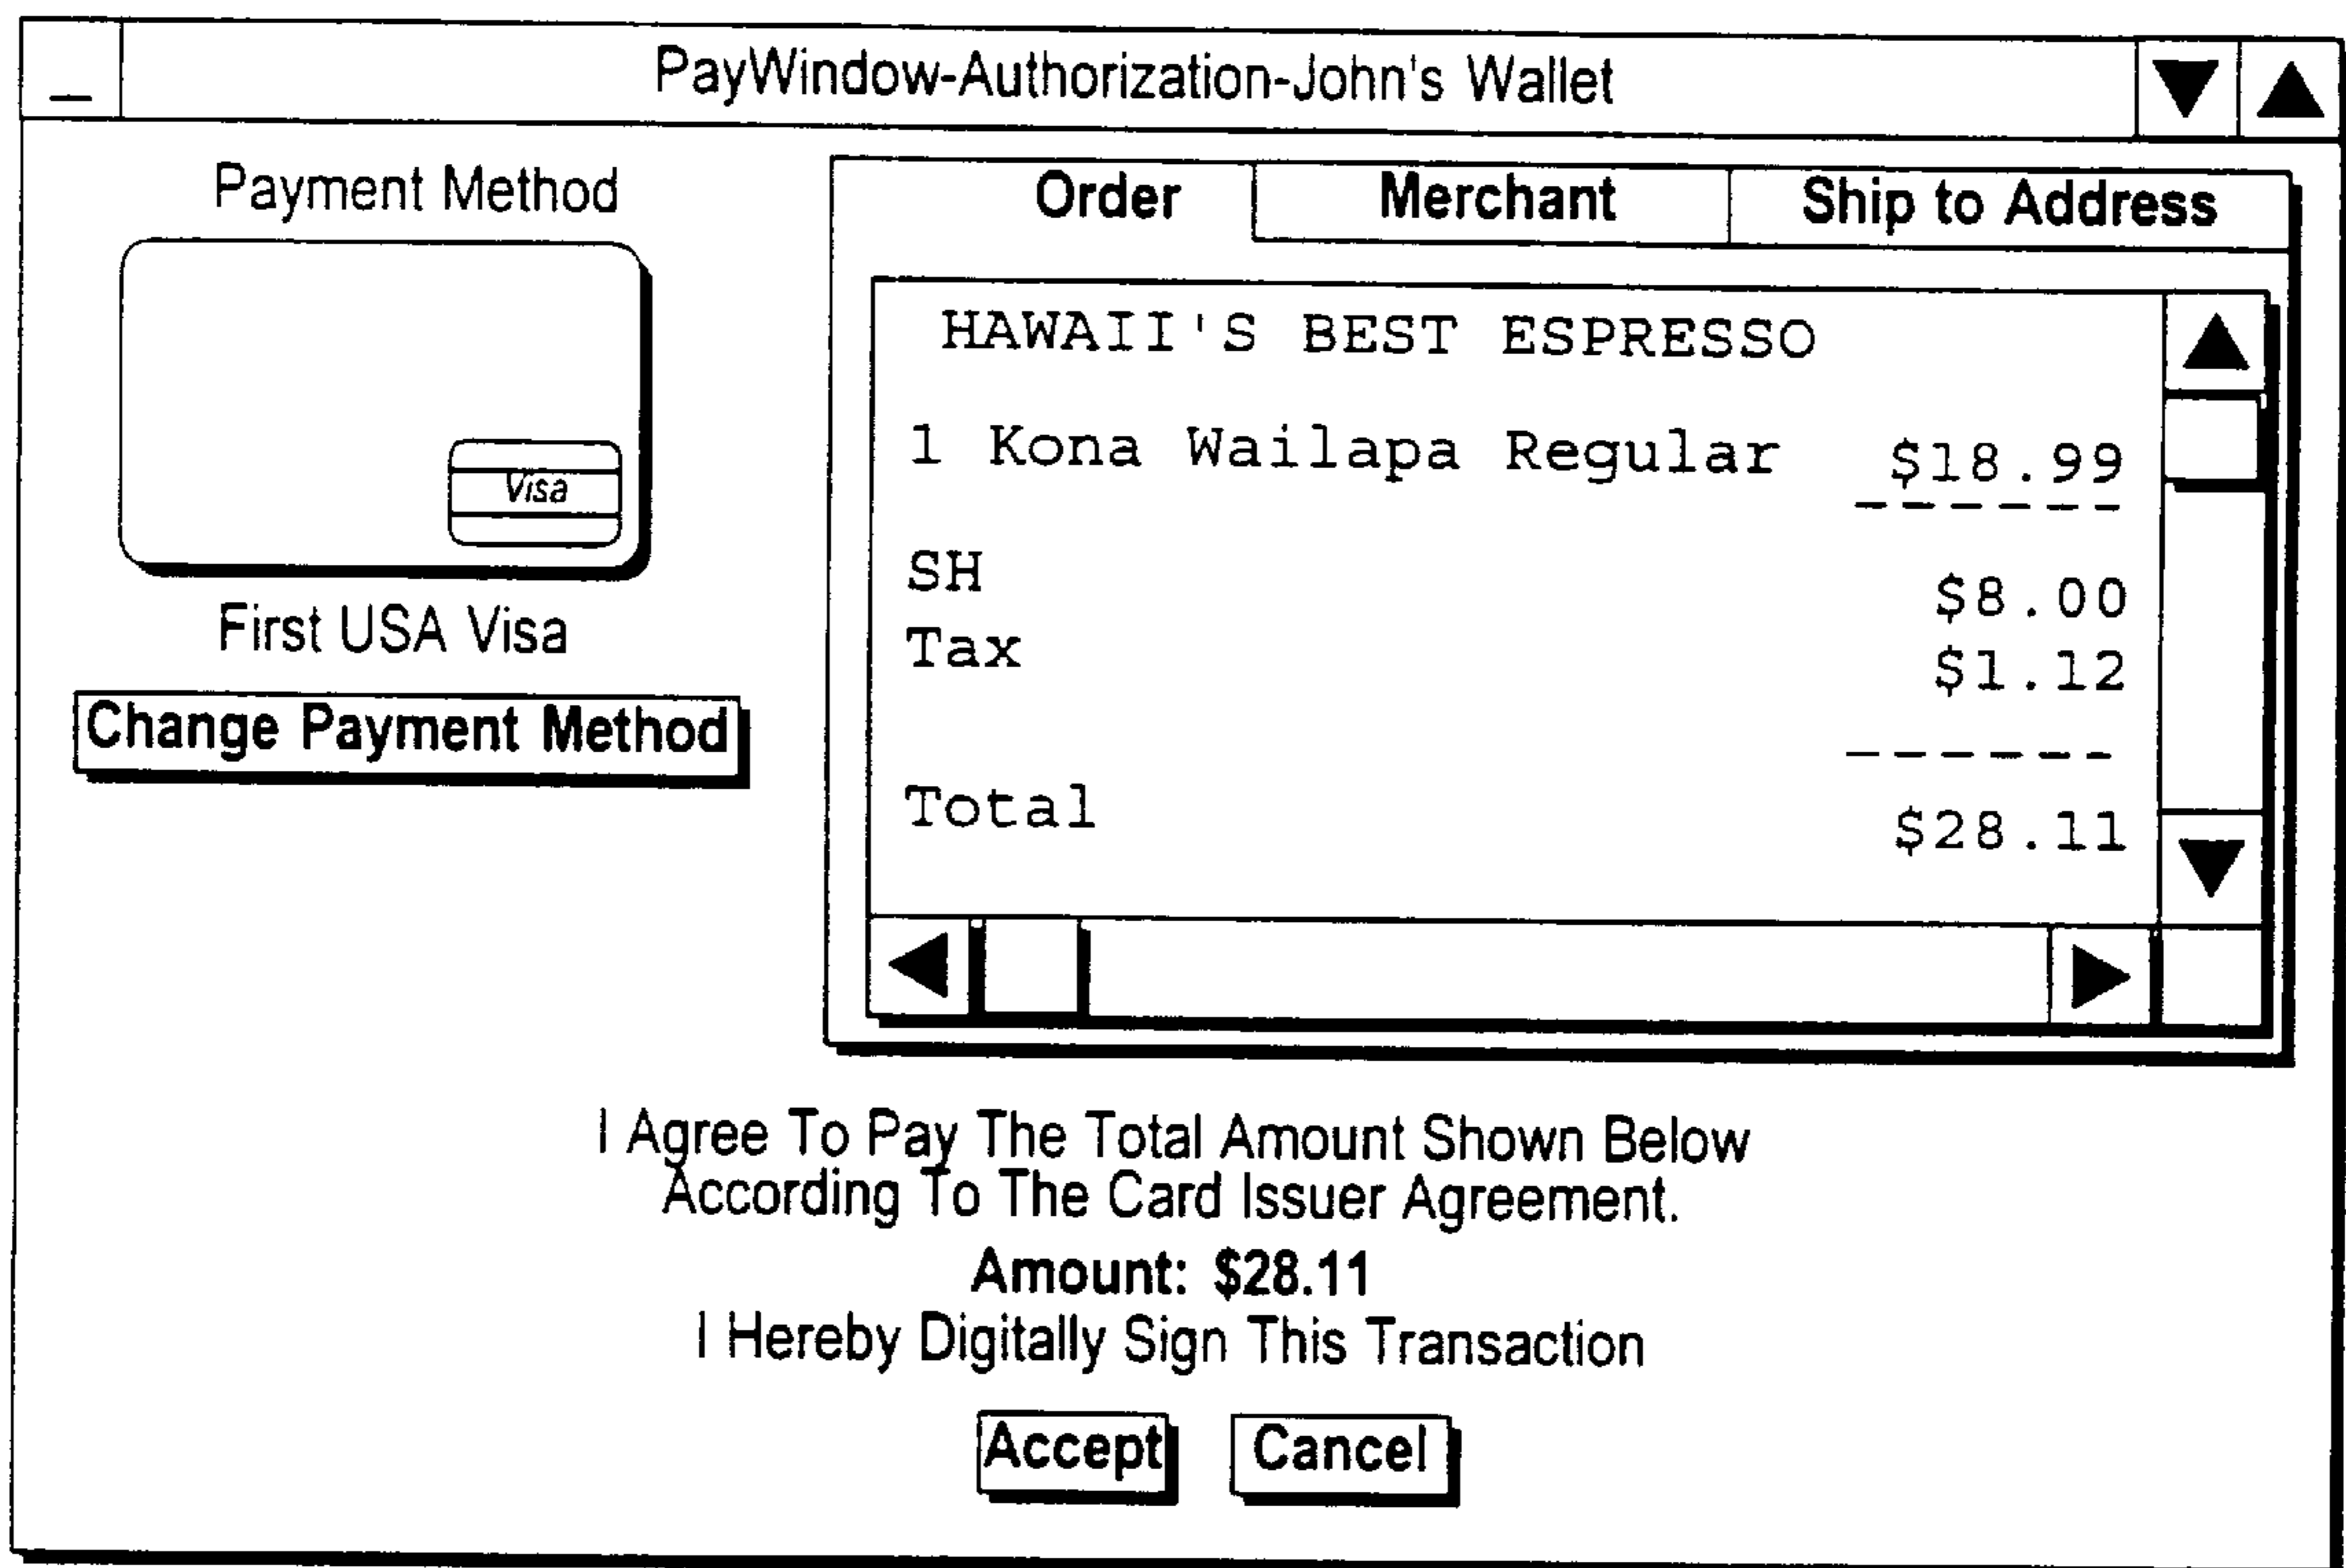 PayWindow-Authorization-John's Wallet
Payment Method
Visa
First USA Visa
Change Payment Method
Order Merchant Ship to Address
HAWAII'S BEST ESPRESSO
1 Kona Wailapa Regular $18.99
------
SH $8.00
Tax $1.12
------
Total $28.11
I Agree To Pay The Total Amount Shown Below
According To The Card Issuer Agreement.
Amount: $28.11
I Hereby Digitally Sign This Transaction
Accept Cancel